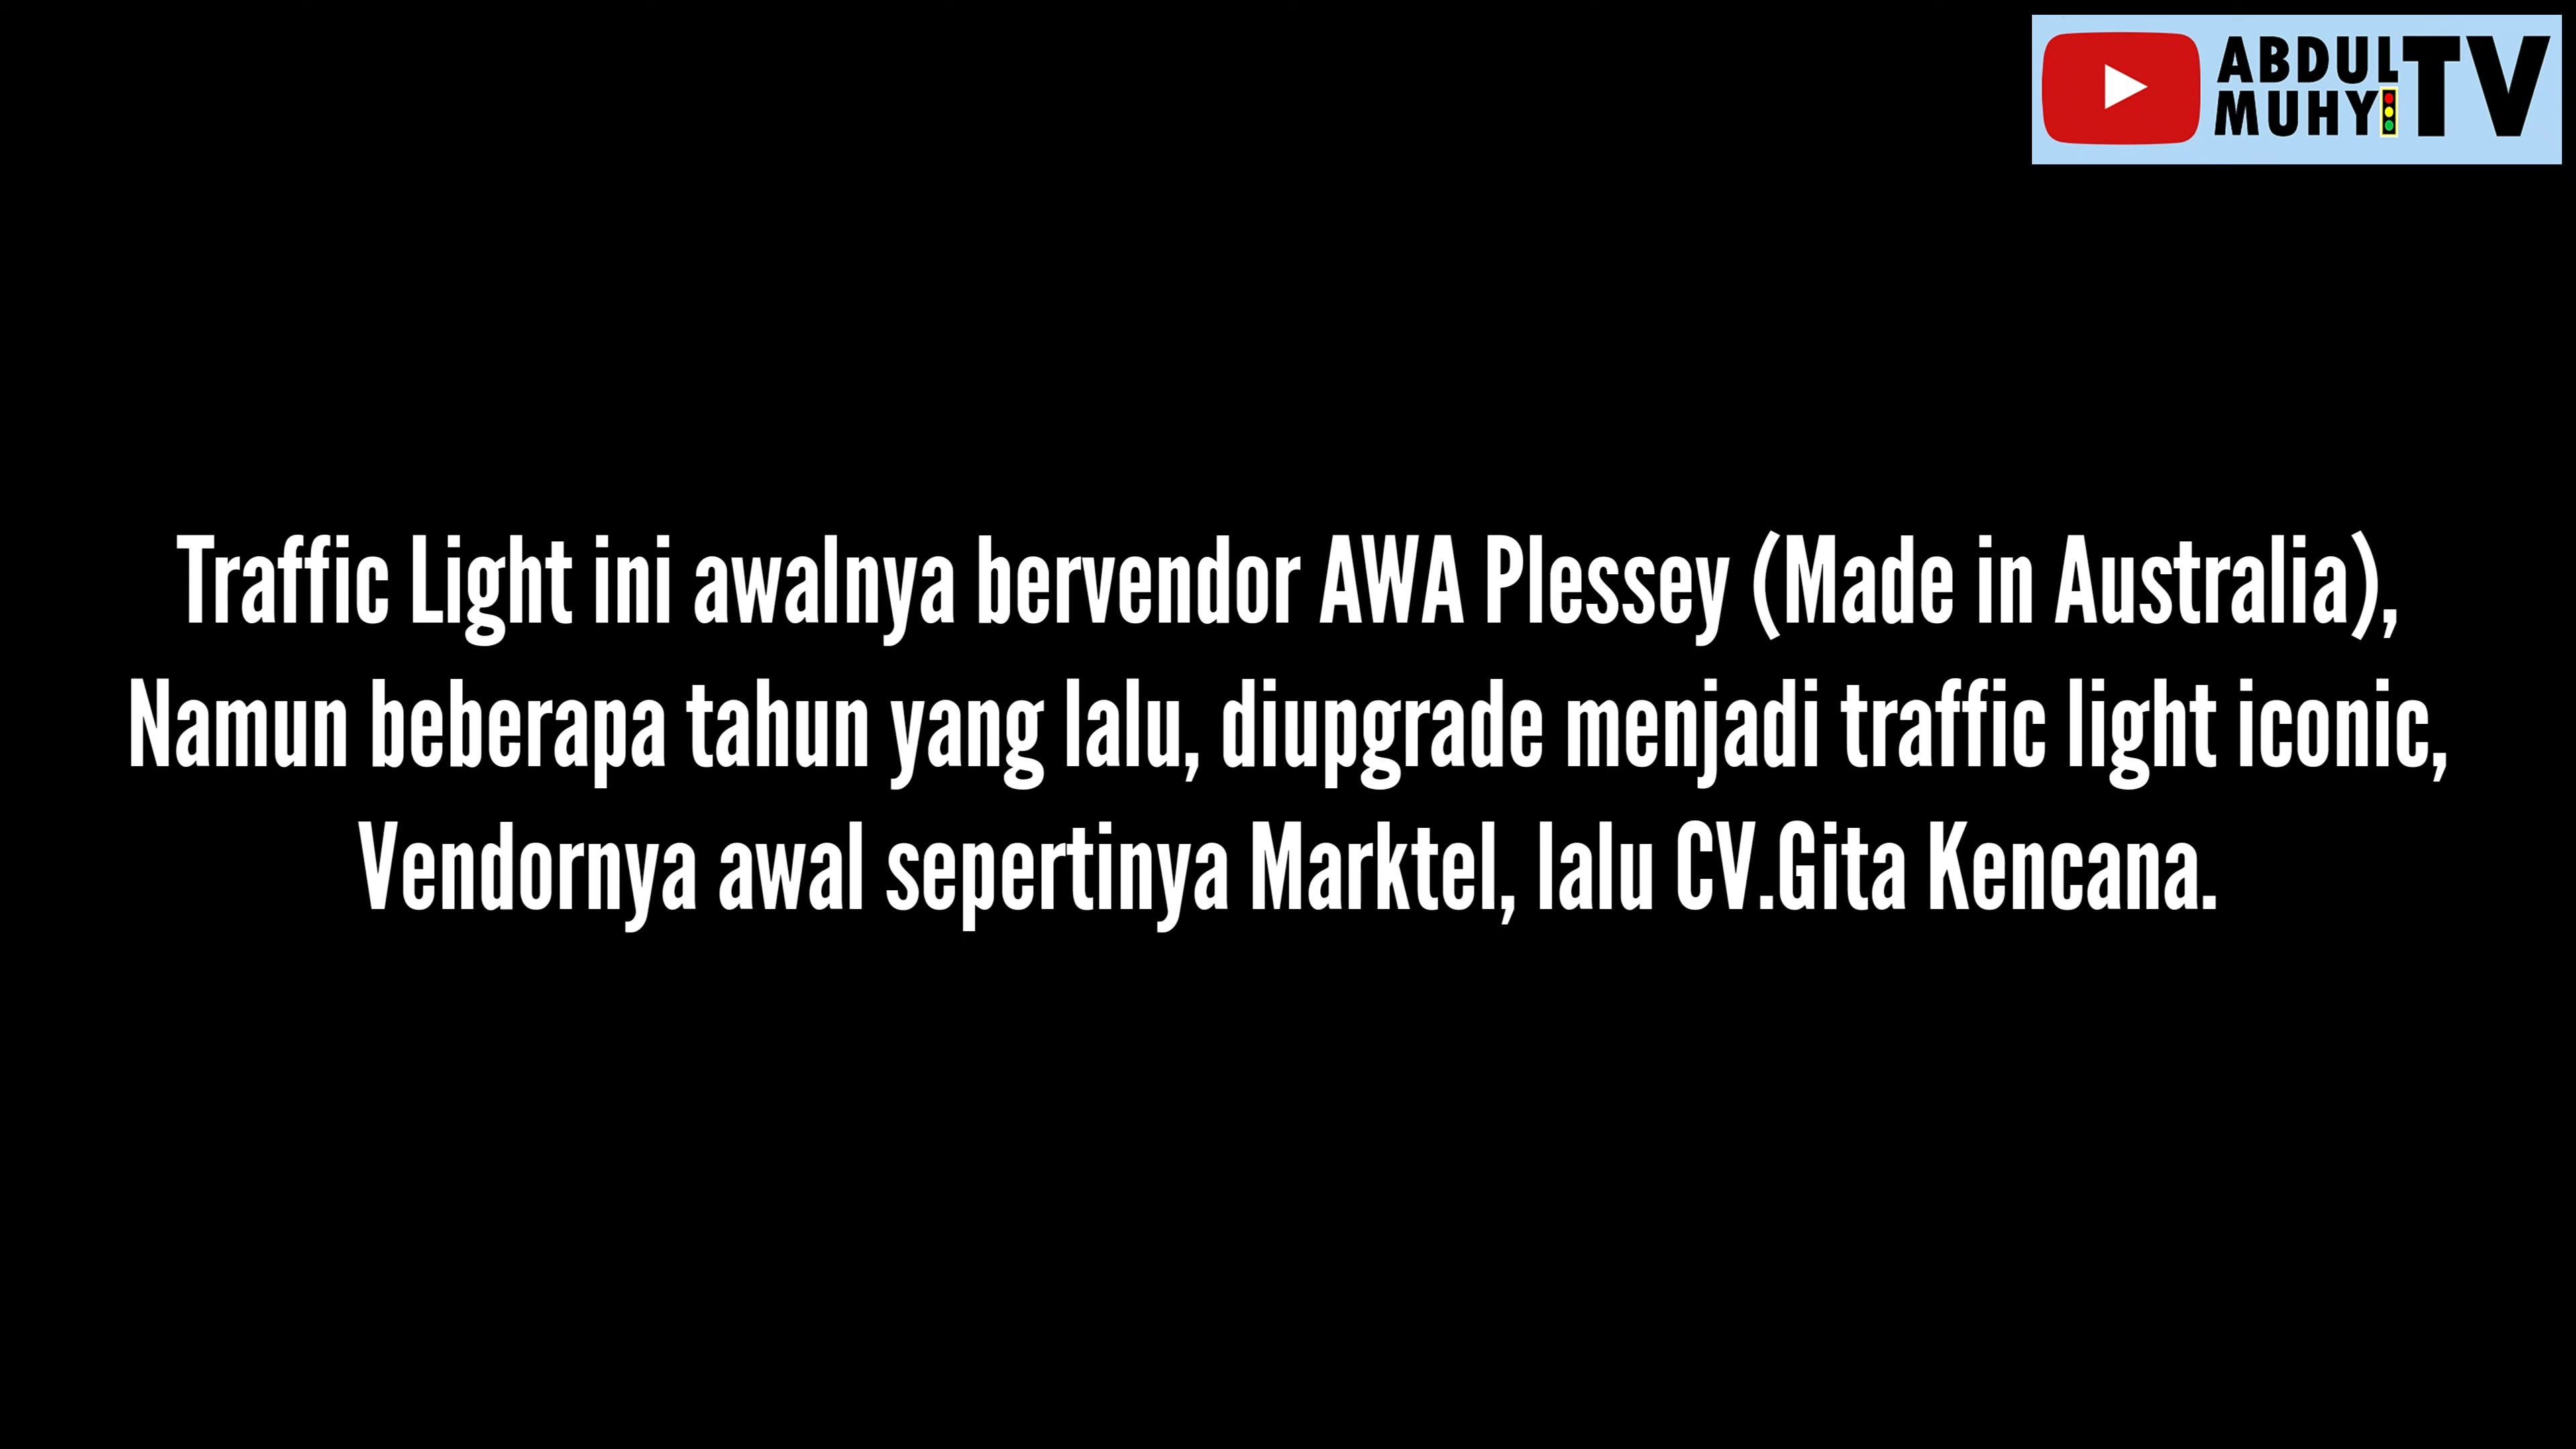 ABDUL
MUHYI TV
Traffic Light ini awalnya bervendor AWA Plessey (Made in Australia),
Namun beberapa tahun yang lalu, diupgrade menjadi traffic light iconic,
Vendornya awal sepertinya Marktel, lalu CV.Gita Kencana.